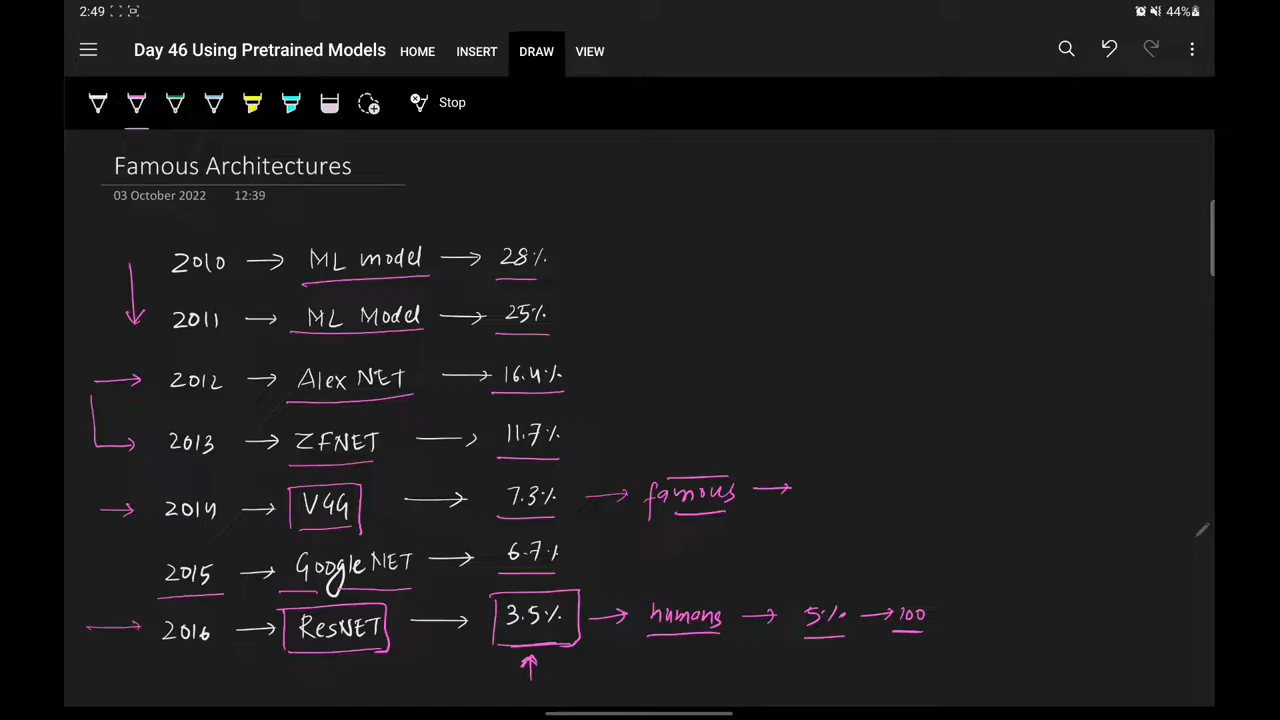 2:49 44%
Day 46 Using Pretrained Models HOME INSERT DRAW VIEW
Stop
Famous Architectures
03 October 2022 12:39
2010 → ML model → 28%
2011 → ML Model → 25%
2012 → Alex NET → 16.4%
2013 → ZFNET → 11.7%
2014 → VGG → 7.3% → famous →
2015 → Google NET → 6.7%
2016 → ResNET → 3.5% → humans → 5% → 100